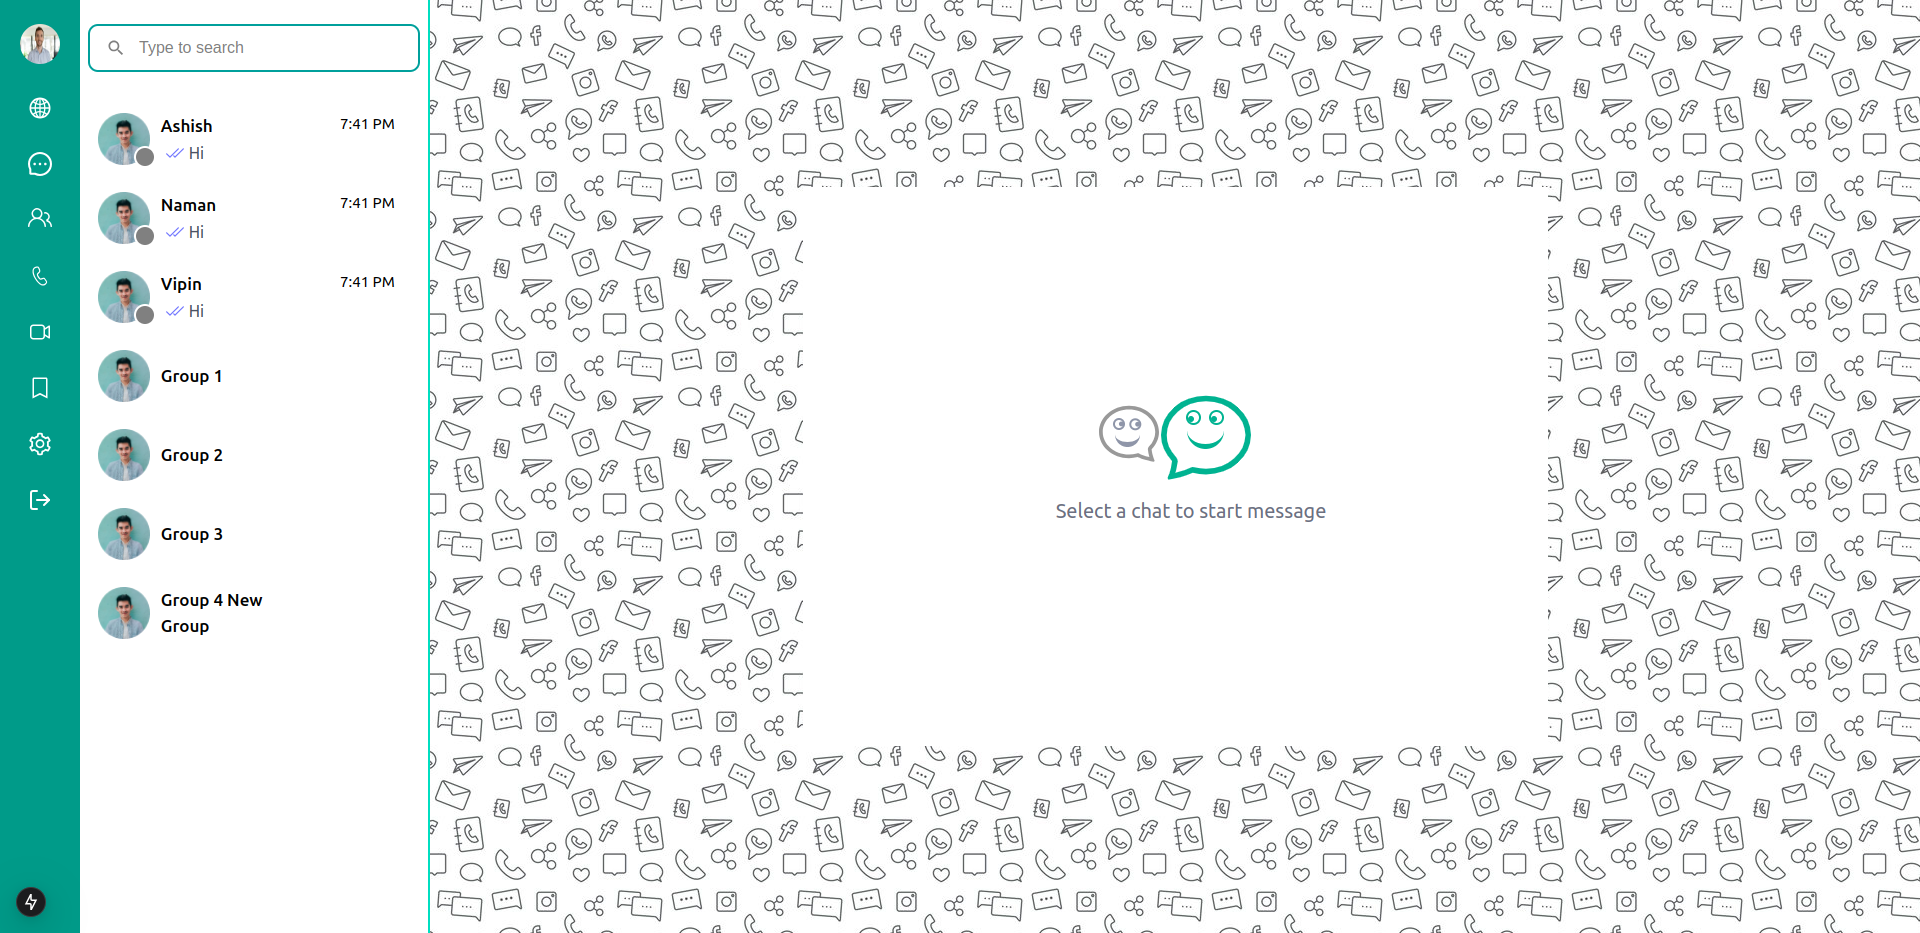 Type to search
Ashish 7:41 PM
Hi
Naman 7:41 PM
Hi
Vipin 7:41 PM
Hi
Group 1
Group 2
Group 3
Group 4 New
Group
Select a chat to start message